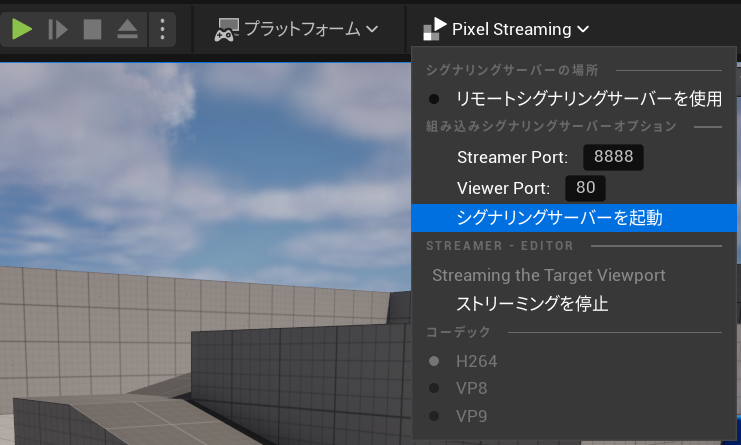 プラットフォーム
Pixel Streaming
シグナリングサーバーの場所
リモートシグナリングサーバーを使用
組み込みシグナリングサーバーオプション
Streamer Port: 8888
Viewer Port: 80
シグナリングサーバーを起動
STREAMER - EDITOR
Streaming the Target Viewport
ストリーミングを停止
コーデック
H264
VP8
VP9